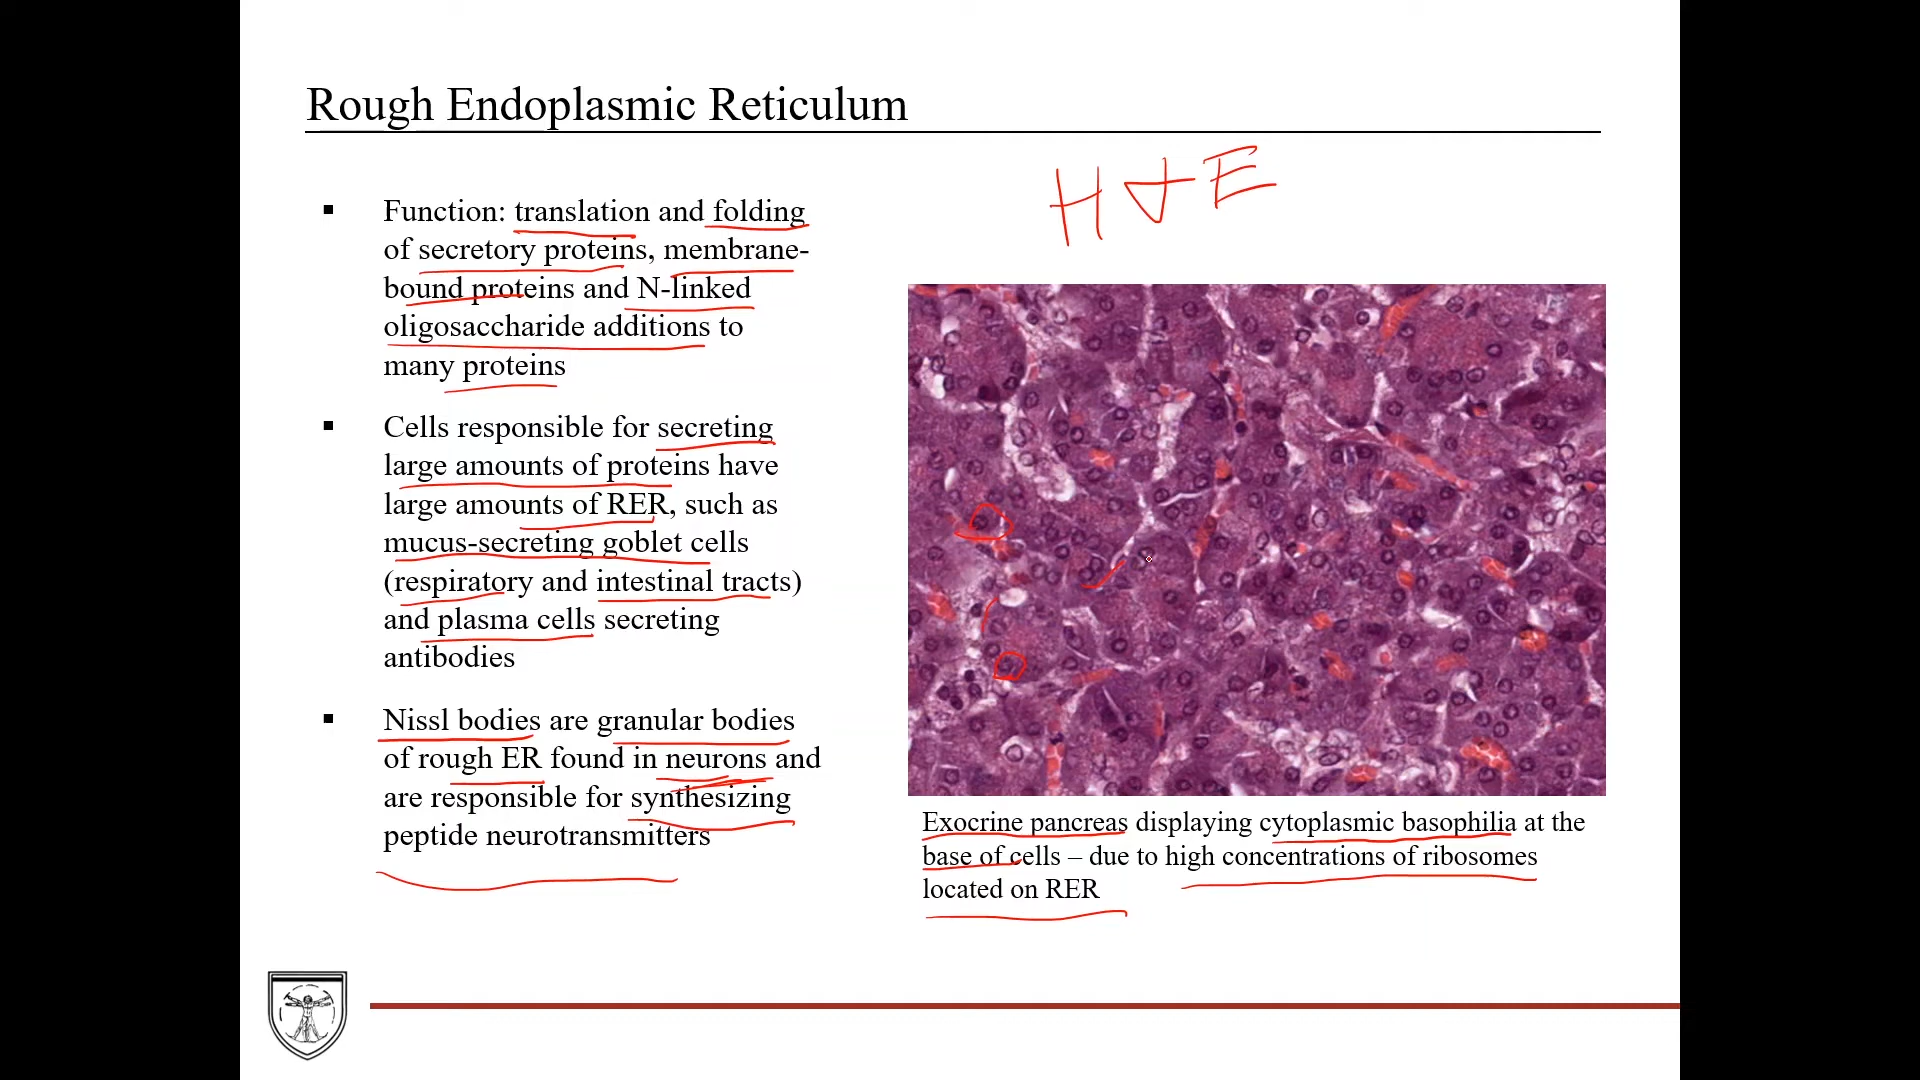 Rough Endoplasmic Reticulum
H & E
▪ Function: translation and folding
of secretory proteins, membrane-
bound proteins and N-linked
oligosaccharide additions to
many proteins
▪ Cells responsible for secreting
large amounts of proteins have
large amounts of RER, such as
mucus-secreting goblet cells
(respiratory and intestinal tracts)
and plasma cells secreting
antibodies
▪ Nissl bodies are granular bodies
of rough ER found in neurons and
are responsible for synthesizing
peptide neurotransmitters
Exocrine pancreas displaying cytoplasmic basophilia at the
base of cells – due to high concentrations of ribosomes
located on RER